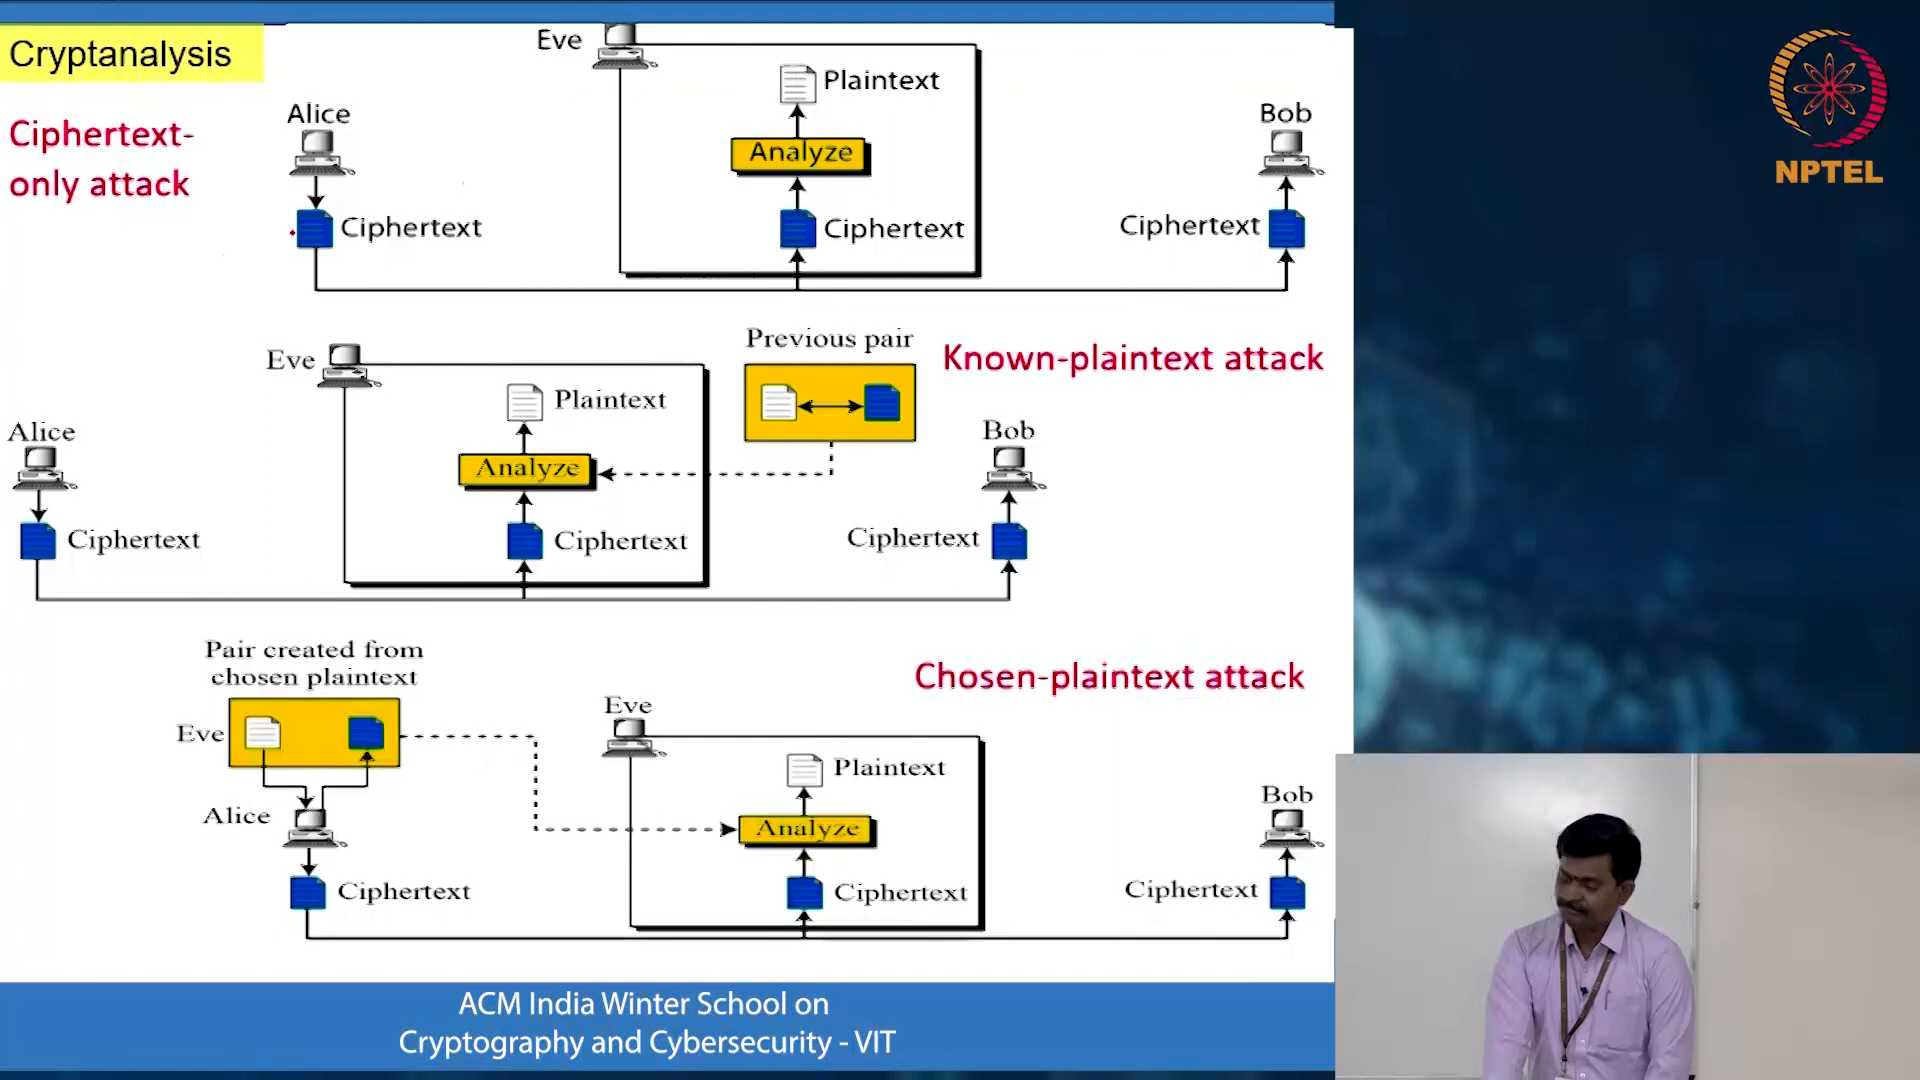 Cryptanalysis
Ciphertext-
only attack
Eve
Plaintext
Analyze
Ciphertext
Alice
Ciphertext
Bob
Ciphertext
Known-plaintext attack
Previous pair
Eve
Plaintext
Analyze
Ciphertext
Alice
Ciphertext
Bob
Ciphertext
Chosen-plaintext attack
Pair created from
chosen plaintext
Eve
Alice
Ciphertext
Eve
Plaintext
Analyze
Ciphertext
Bob
Ciphertext
ACM India Winter School on
Cryptography and Cybersecurity - VIT
NPTEL